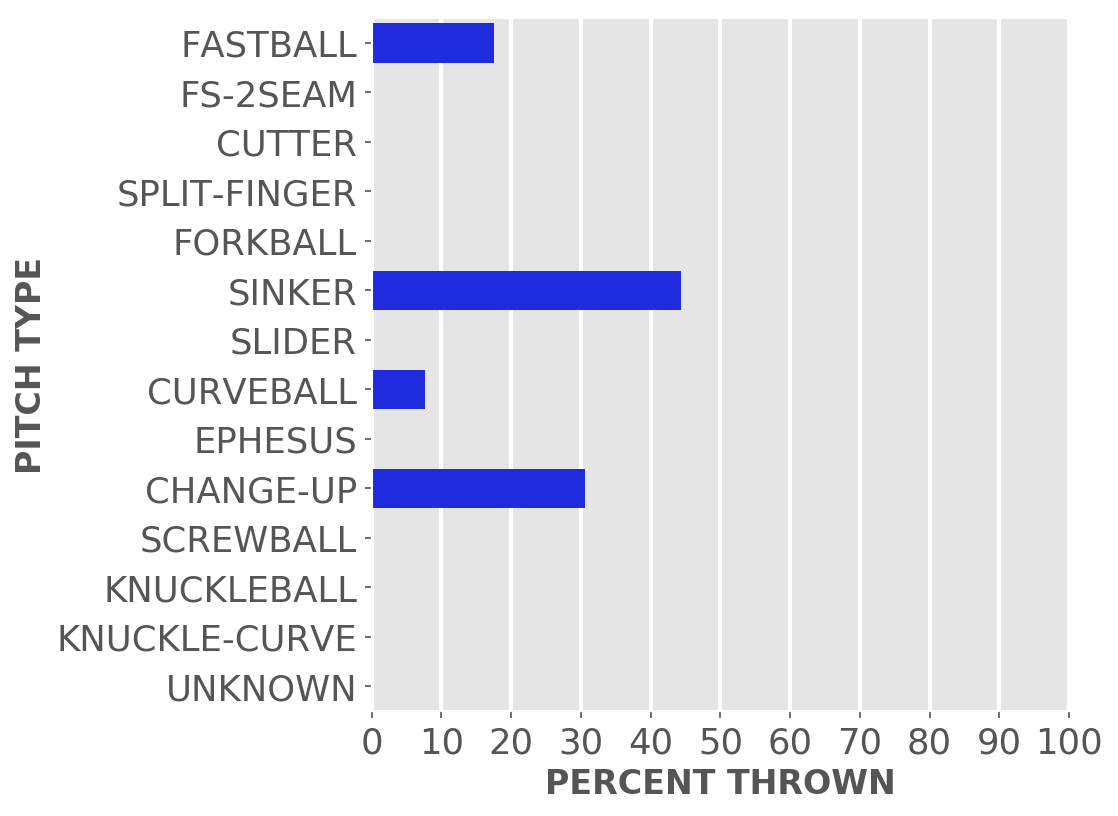 FASTBALL
FS-2SEAM
CUTTER
SPLIT-FINGER
FORKBALL
SINKER
SLIDER
CURVEBALL
EPHESUS
CHANGE-UP
SCREWBALL
KNUCKLEBALL
KNUCKLE-CURVE
UNKNOWN
PITCH TYPE
0 10 20 30 40 50 60 70 80 90 100
PERCENT THROWN